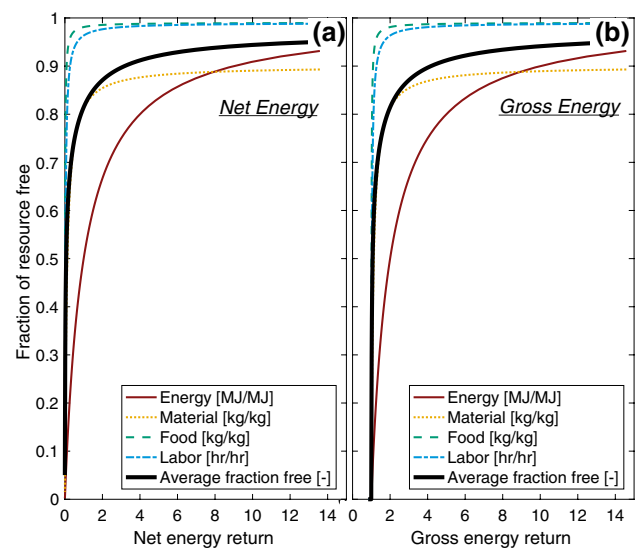 (a)
(b)
Net Energy
Gross Energy
Fraction of resource free
1
0.9
0.8
0.7
0.6
0.5
0.4
0.3
0.2
0.1
0
Energy [MJ/MJ]
Material [kg/kg]
Food [kg/kg]
Labor [hr/hr]
Average fraction free [-]
Energy [MJ/MJ]
Material [kg/kg]
Food [kg/kg]
Labor [hr/hr]
Average fraction free [-]
0 2 4 6 8 10 12 14
0 2 4 6 8 10 12 14
Net energy return
Gross energy return